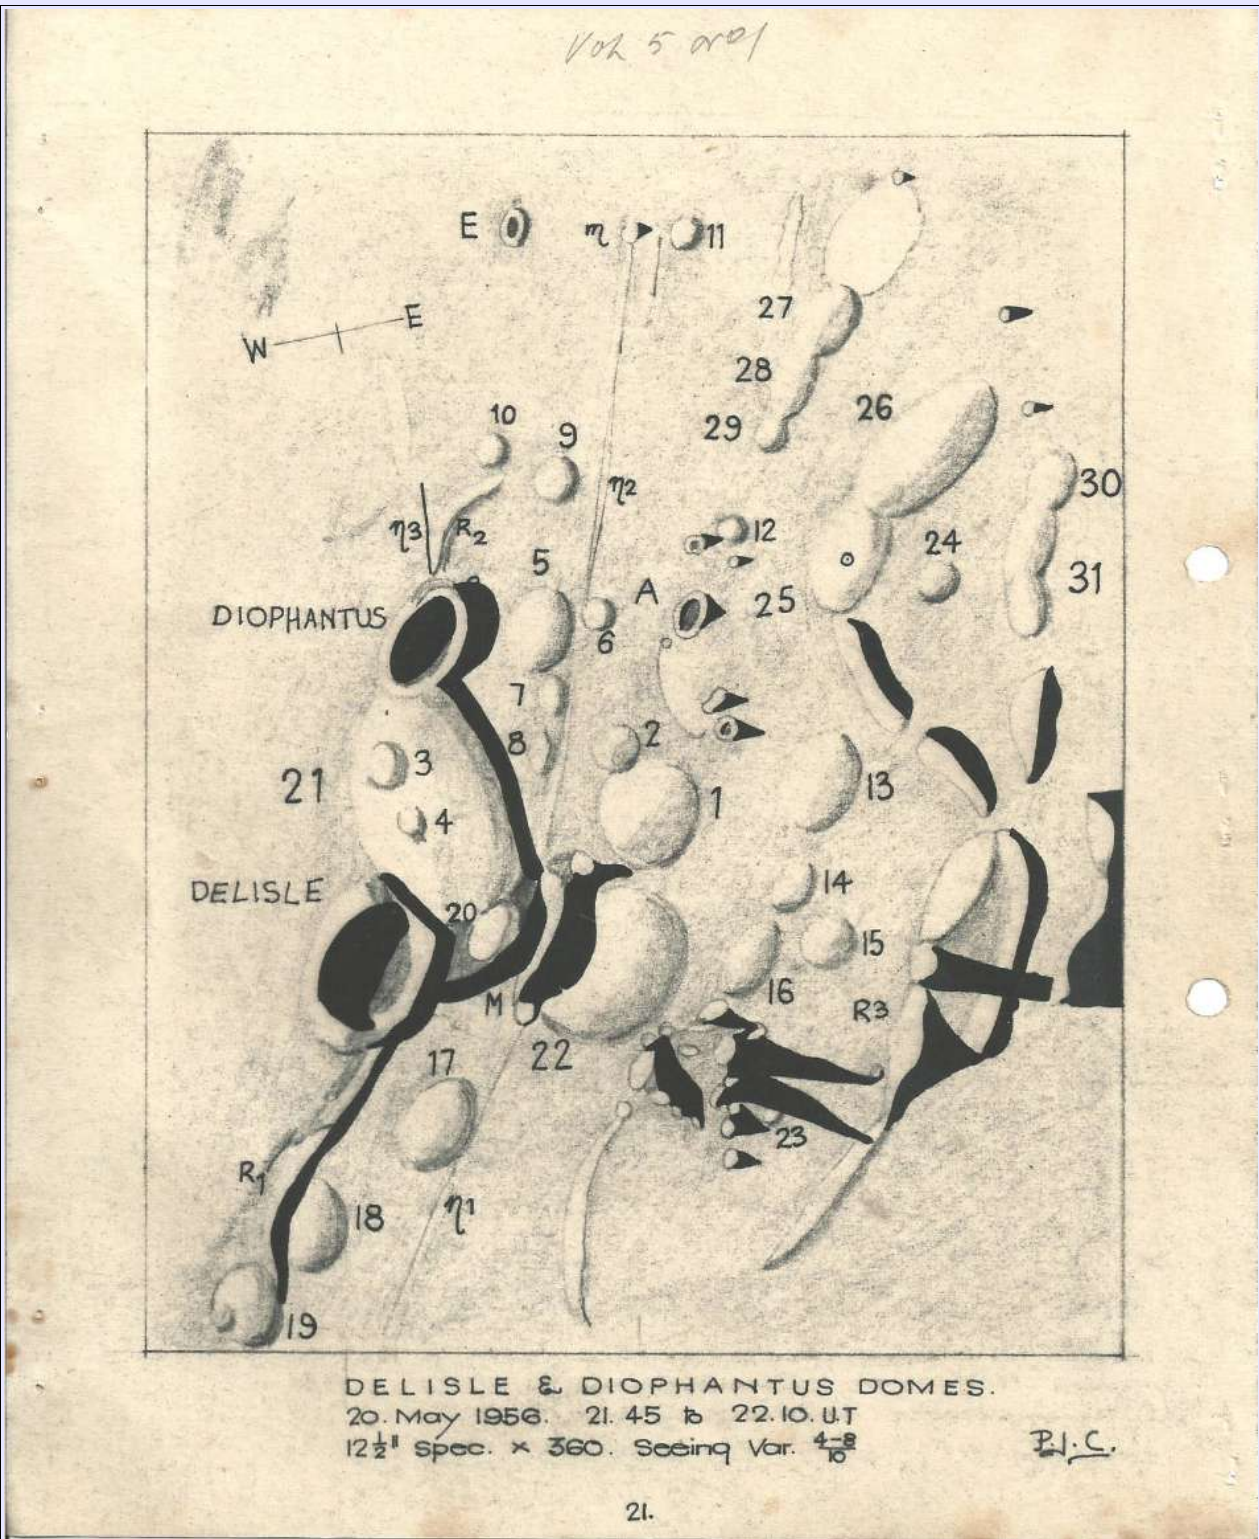 Vol 5 no 1
E
m
11
27
E
W
28
26
29
10
9
30
η2
η3
R2
12
24
5
31
A
25
DIOPHANTUS
6
7
2
8
3
21
13
1
4
14
DELISLE
20
15
16
M
R3
22
17
23
R1
η1
18
19
DELISLE & DIOPHANTUS DOMES.
20. May 1956. 21.45 to 22.10. U.T
12½" Spec. × 360. Seeing Var. 4-8/10
P.J.C.
21.